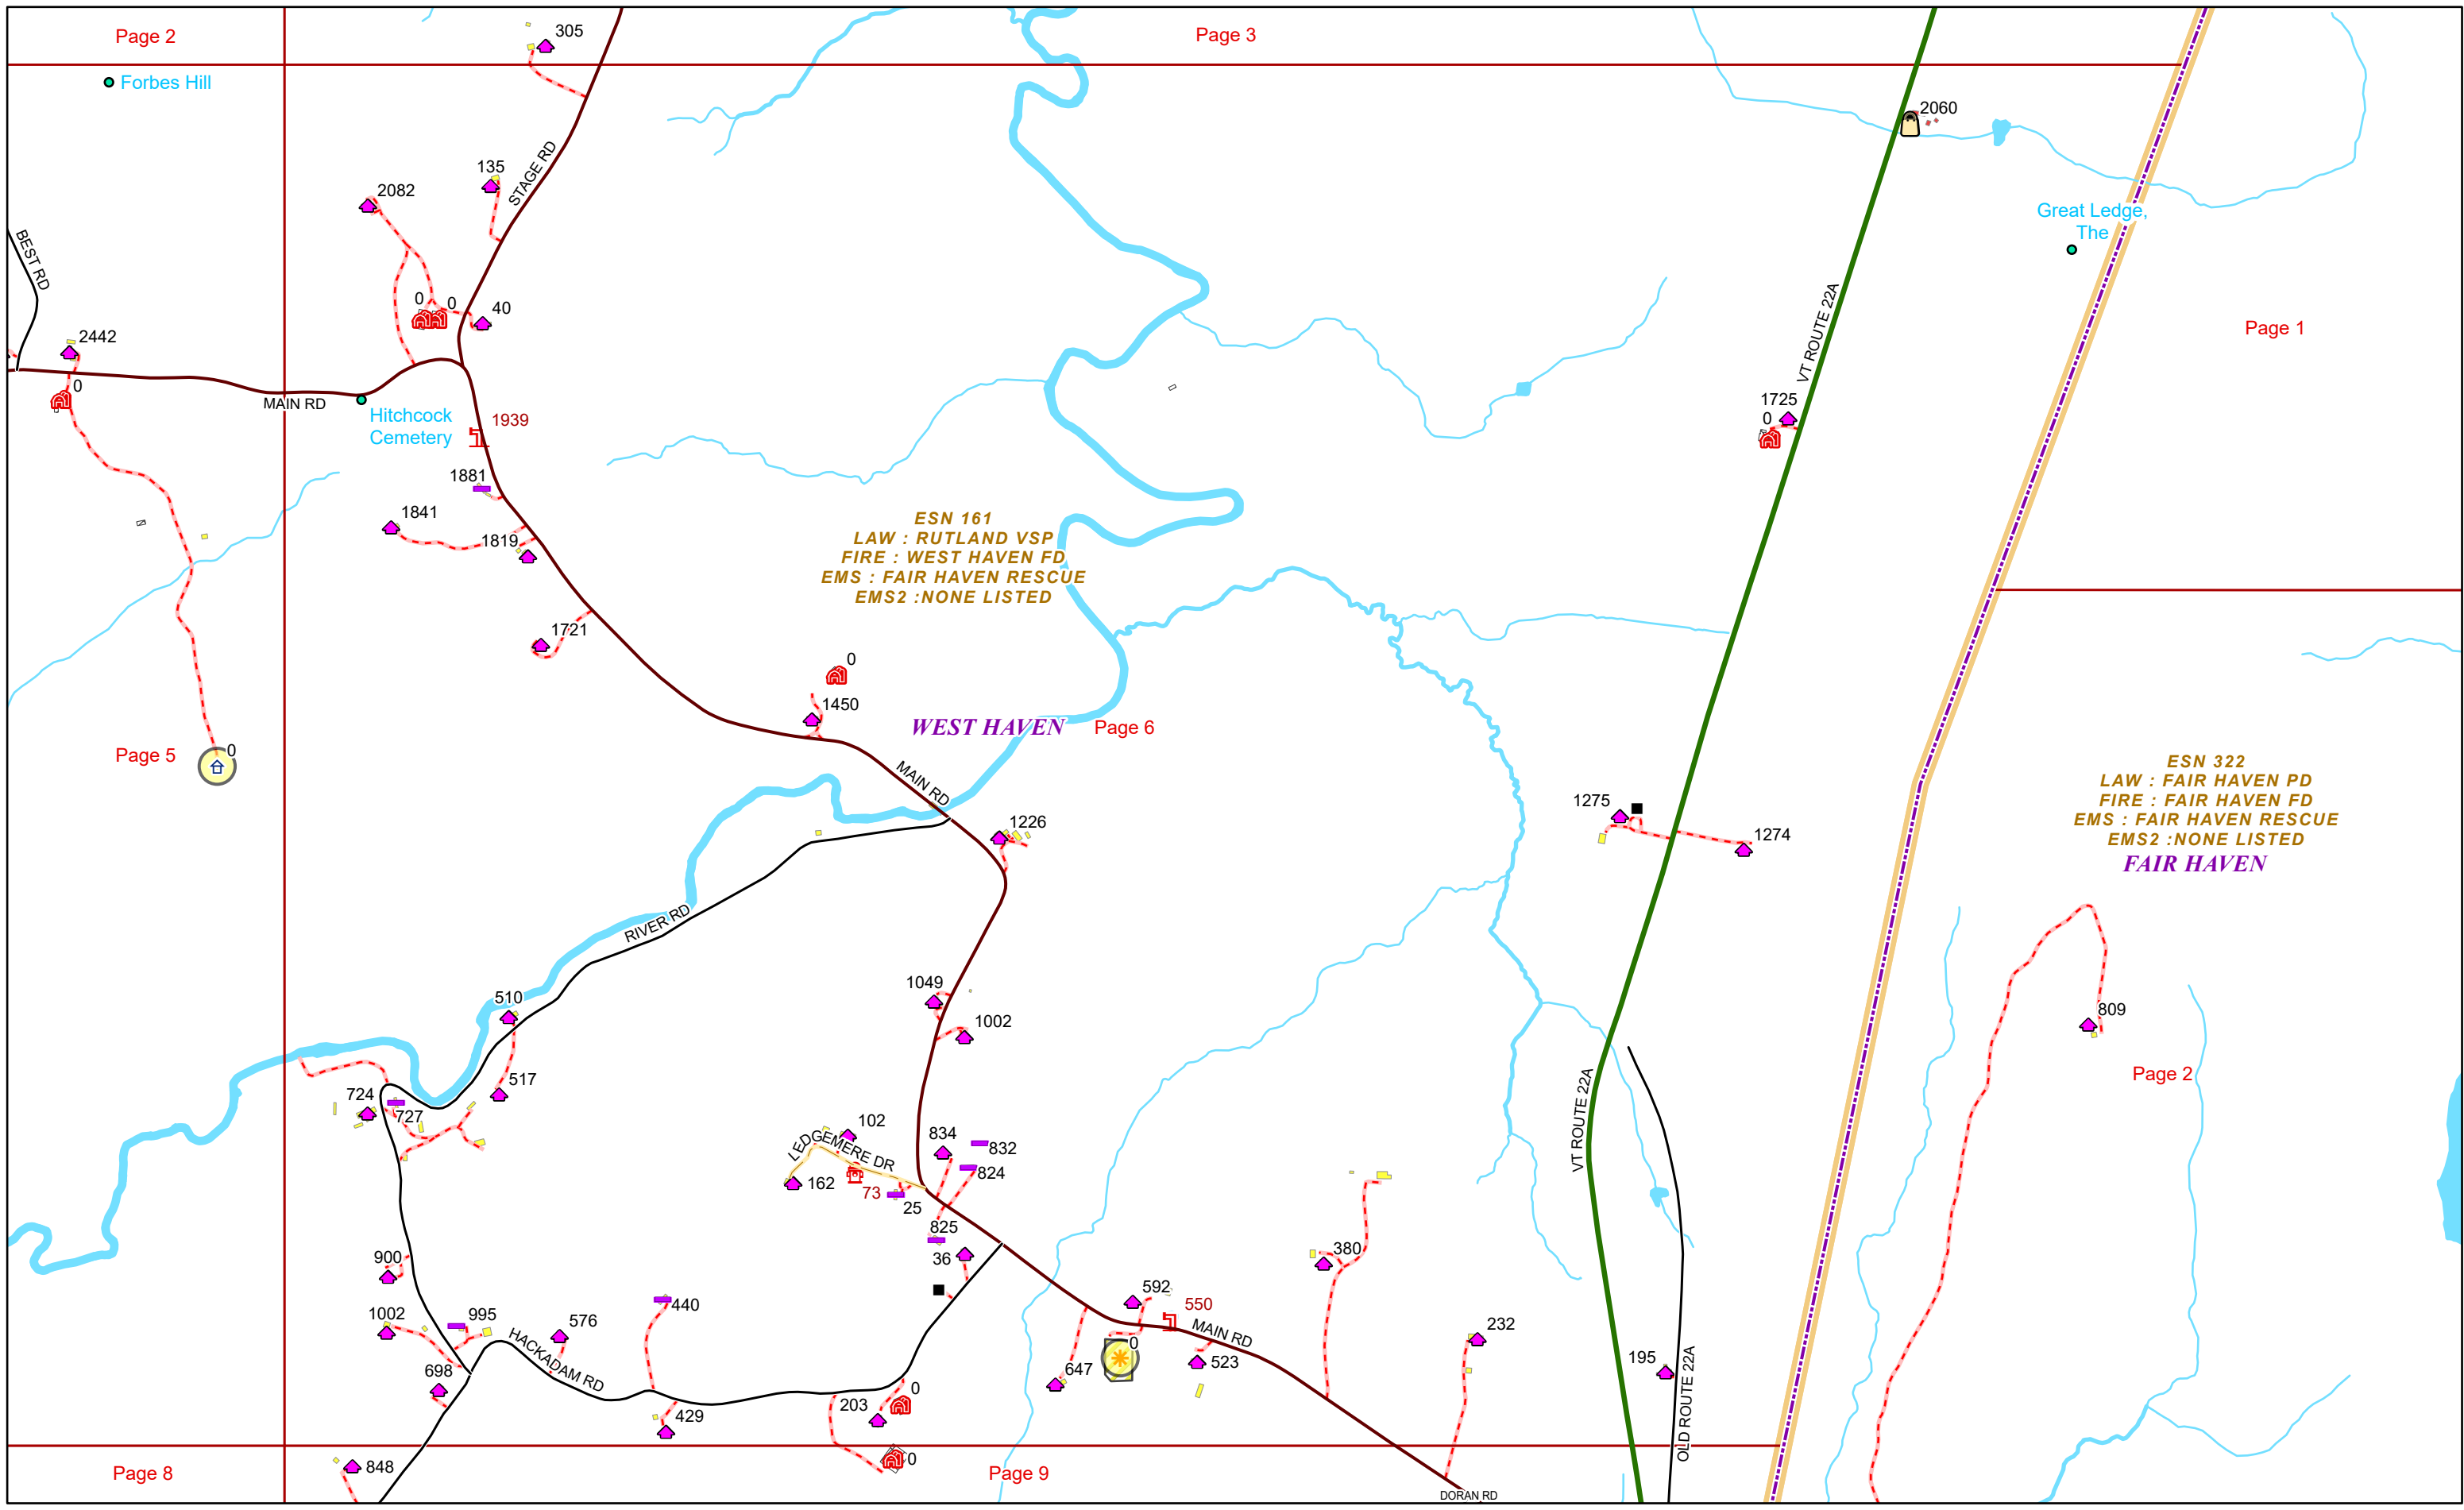 Page 2
305
Page 3
Forbes Hill
2060
135
STAGE RD
2082
Great Ledge,
The
BEST RD
0
0
40
VT ROUTE 22A
Page 1
2442
0
MAIN RD
Hitchcock
Cemetery
1939
1725
0
1881
1841
1819
ESN 161
LAW : RUTLAND VSP
FIRE : WEST HAVEN FD
EMS : FAIR HAVEN RESCUE
EMS2 :NONE LISTED
1721
0
1450
WEST HAVEN
Page 6
Page 5
0
MAIN RD
ESN 322
LAW : FAIR HAVEN PD
FIRE : FAIR HAVEN FD
EMS : FAIR HAVEN RESCUE
EMS2 :NONE LISTED
FAIR HAVEN
1275
1274
1226
RIVER RD
1049
1002
510
809
Page 2
517
724
727
VT ROUTE 22A
102
LEDGEMERE DR
834
832
824
162
73
25
825
36
900
380
592
550
MAIN RD
0
440
1002
995
576
HACKADAM RD
232
195
OLD ROUTE 22A
698
647
523
203
0
429
Page 8
848
0
Page 9
DORAN RD